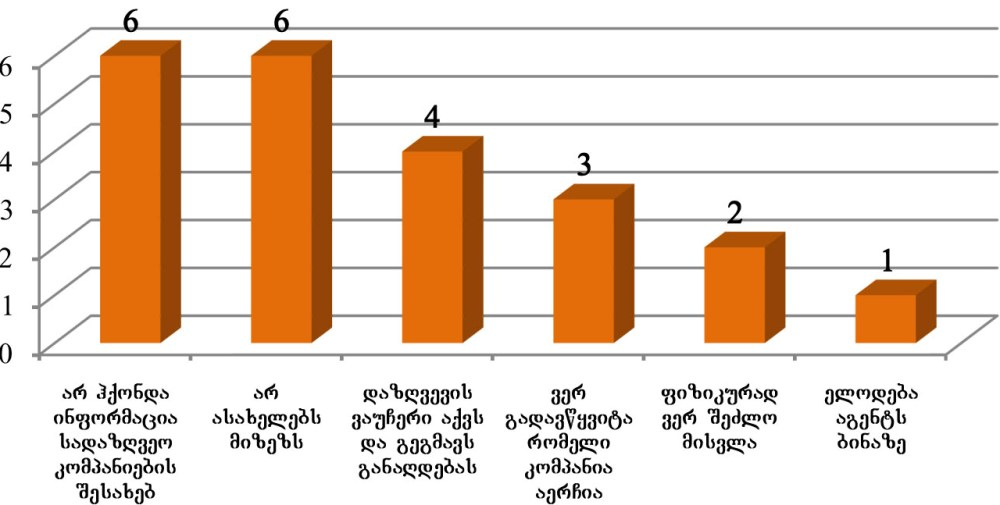 6
6
4
3
2
1
6
5
4
3
2
1
0
არ ჰქონდა
ინფორმაცია
სადაზღვეო
კომპანიების
შესახებ
არ
ასახელებს
მიზეზს
დაზღვევის
ვაუჩერი აქვს
და გეგმავს
განაღდებას
ვერ
გადავწყვიტა
რომელი
კომპანია
აერჩია
ფიზიკურად
ვერ შეძლო
მისვლა
ელოდება
აგენტს
ბინაზე